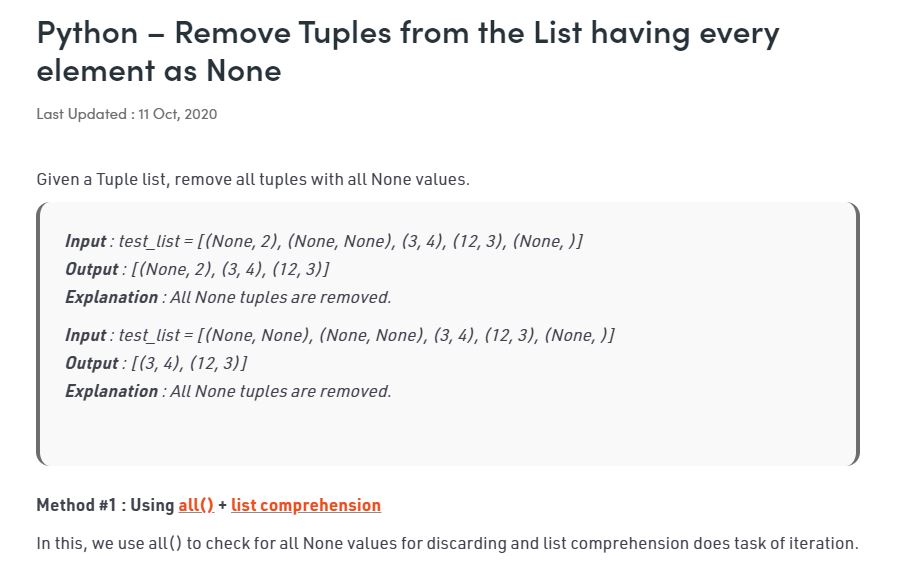 Python – Remove Tuples from the List having every
element as None
Last Updated : 11 Oct, 2020
Given a Tuple list, remove all tuples with all None values.
Input : test_list = [(None, 2), (None, None), (3, 4), (12, 3), (None, )]
Output : [(None, 2), (3, 4), (12, 3)]
Explanation : All None tuples are removed.
Input : test_list = [(None, None), (None, None), (3, 4), (12, 3), (None, )]
Output : [(3, 4), (12, 3)]
Explanation : All None tuples are removed.
Method #1 : Using all() + list comprehension
In this, we use all() to check for all None values for discarding and list comprehension does task of iteration.